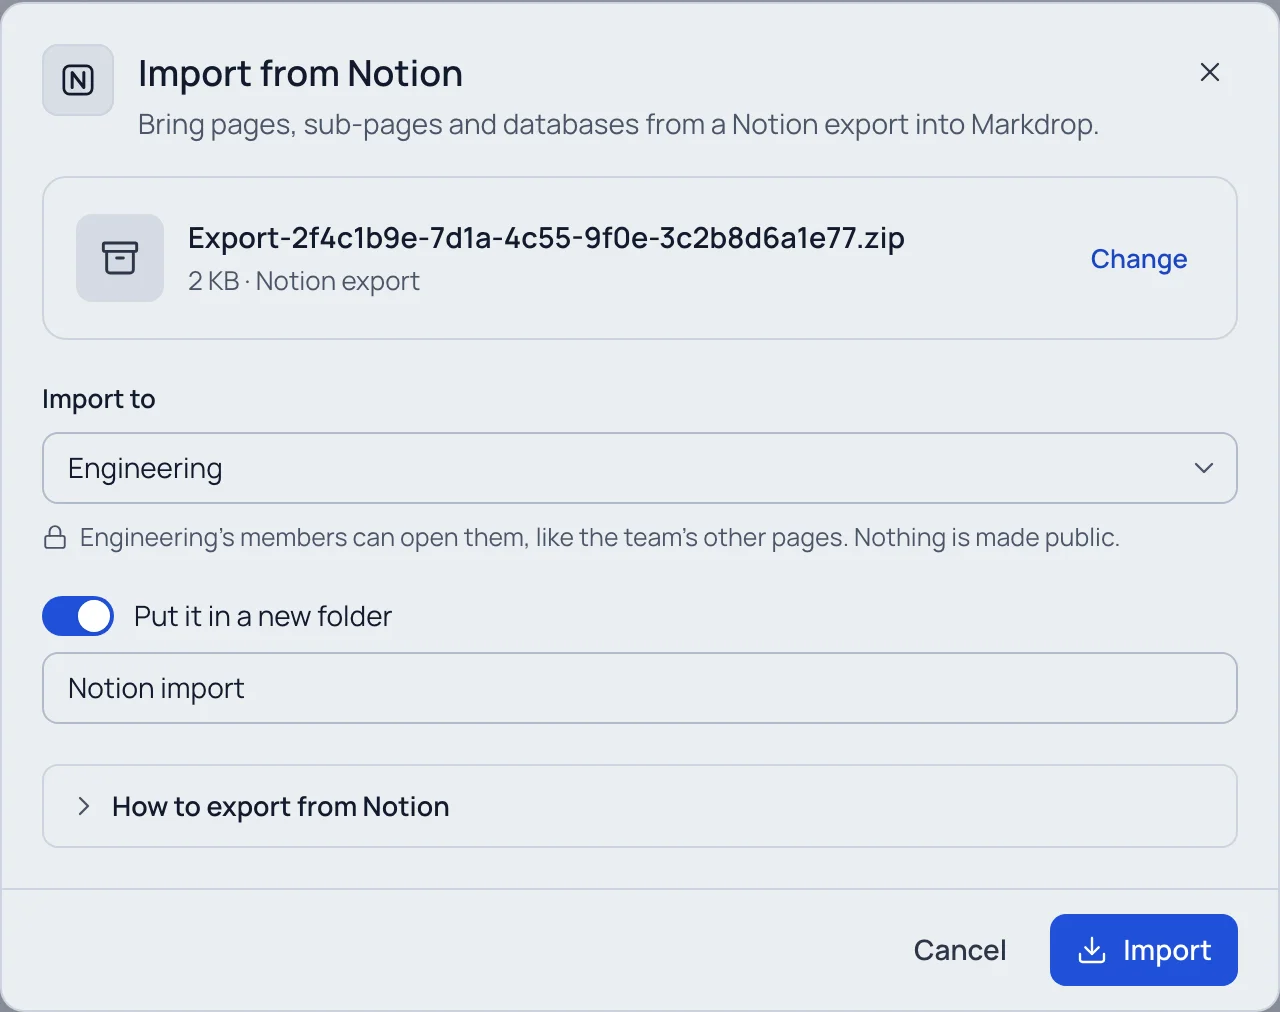 N
Import from Notion
Bring pages, sub-pages and databases from a Notion export into Markdrop.
Export-2f4c1b9e-7d1a-4c55-9f0e-3c2b8d6a1e77.zip
2 KB · Notion export
Change
Import to
Engineering
Engineering’s members can open them, like the team’s other pages. Nothing is made public.
Put it in a new folder
Notion import
How to export from Notion
Cancel
Import